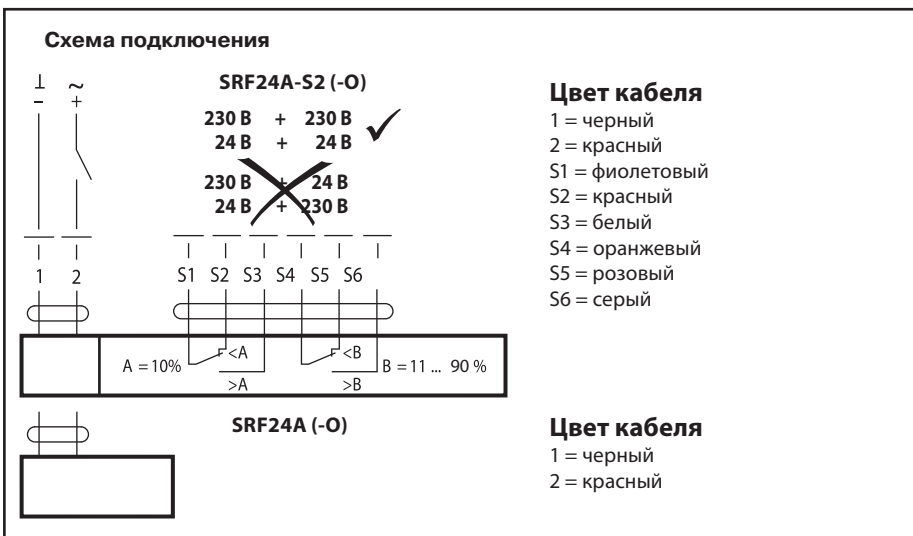 Схема подключения
⊥ ~
− +
SRF24A-S2 (-O)
230 В + 230 В
24 В + 24 В
230 В + 24 В
24 В + 230 В
1 2 S1 S2 S3 S4 S5 S6
A = 10% <A <B B = 11 ... 90 %
>A >B
SRF24A (-O)
Цвет кабеля
1 = черный
2 = красный
S1 = фиолетовый
S2 = красный
S3 = белый
S4 = оранжевый
S5 = розовый
S6 = серый
Цвет кабеля
1 = черный
2 = красный